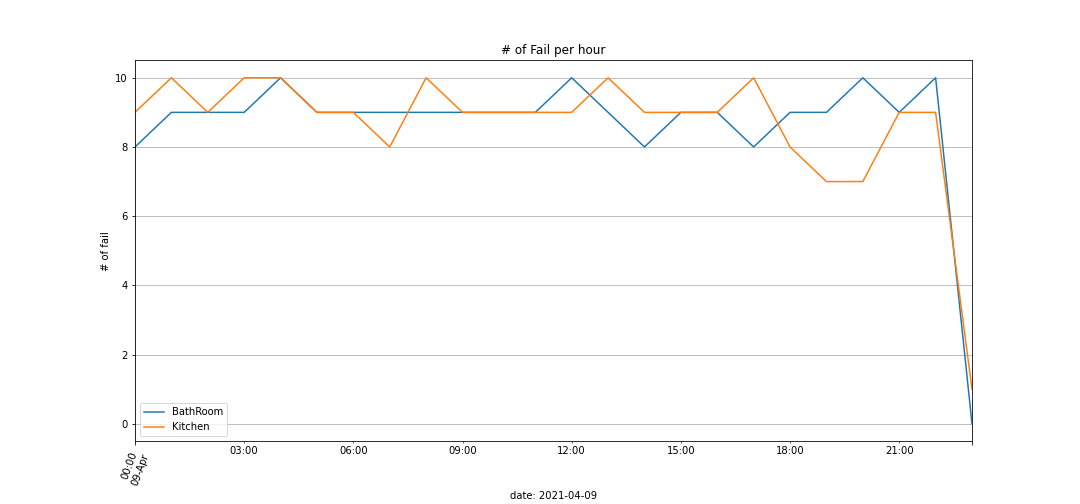 # of Fail per hour
# of fail
10
8
6
4
2
0
BathRoom
Kitchen
00:00
09-Apr
03:00
06:00
09:00
12:00
15:00
18:00
21:00
date: 2021-04-09